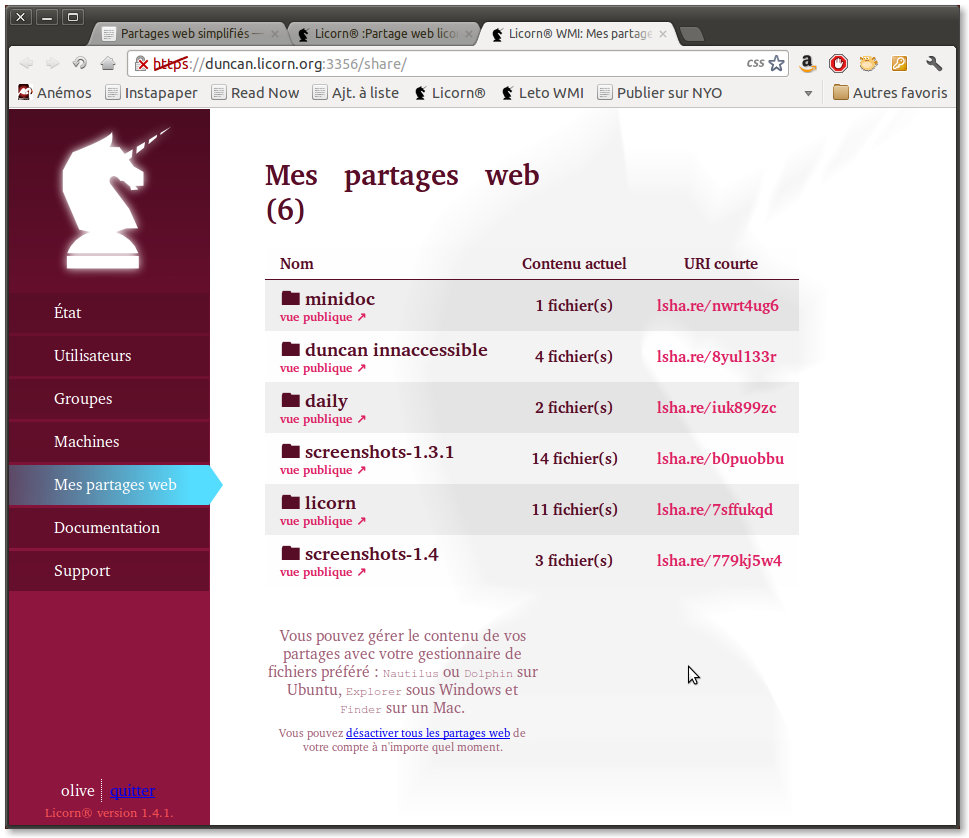 Partages web simplifiés —
Licorn® :Partage web lico
Licorn® WMI: Mes partage
https://duncan.licorn.org:3356/share/
css
Anémos
Instapaper
Read Now
Ajt. à liste
Licorn®
Leto WMI
Publier sur NYO
Autres favoris
État
Utilisateurs
Groupes
Machines
Mes partages web
Documentation
Support
olive
quitter
Licorn® version 1.4.1.
Mes partages web
(6)
Nom Contenu actuel URI courte
minidoc 1 fichier(s) lsha.re/nwrt4ug6
vue publique ↗
duncan innaccessible 4 fichier(s) lsha.re/8yul133r
vue publique ↗
daily 2 fichier(s) lsha.re/iuk899zc
vue publique ↗
screenshots-1.3.1 14 fichier(s) lsha.re/b0puobbu
vue publique ↗
licorn 11 fichier(s) lsha.re/7sffukqd
vue publique ↗
screenshots-1.4 3 fichier(s) lsha.re/779kj5w4
vue publique ↗
Vous pouvez gérer le contenu de vos
partages avec votre gestionnaire de
fichiers préféré : Nautilus ou Dolphin sur
Ubuntu, Explorer sous Windows et
Finder sur un Mac.
Vous pouvez désactiver tous les partages web de
votre compte à n'importe quel moment.